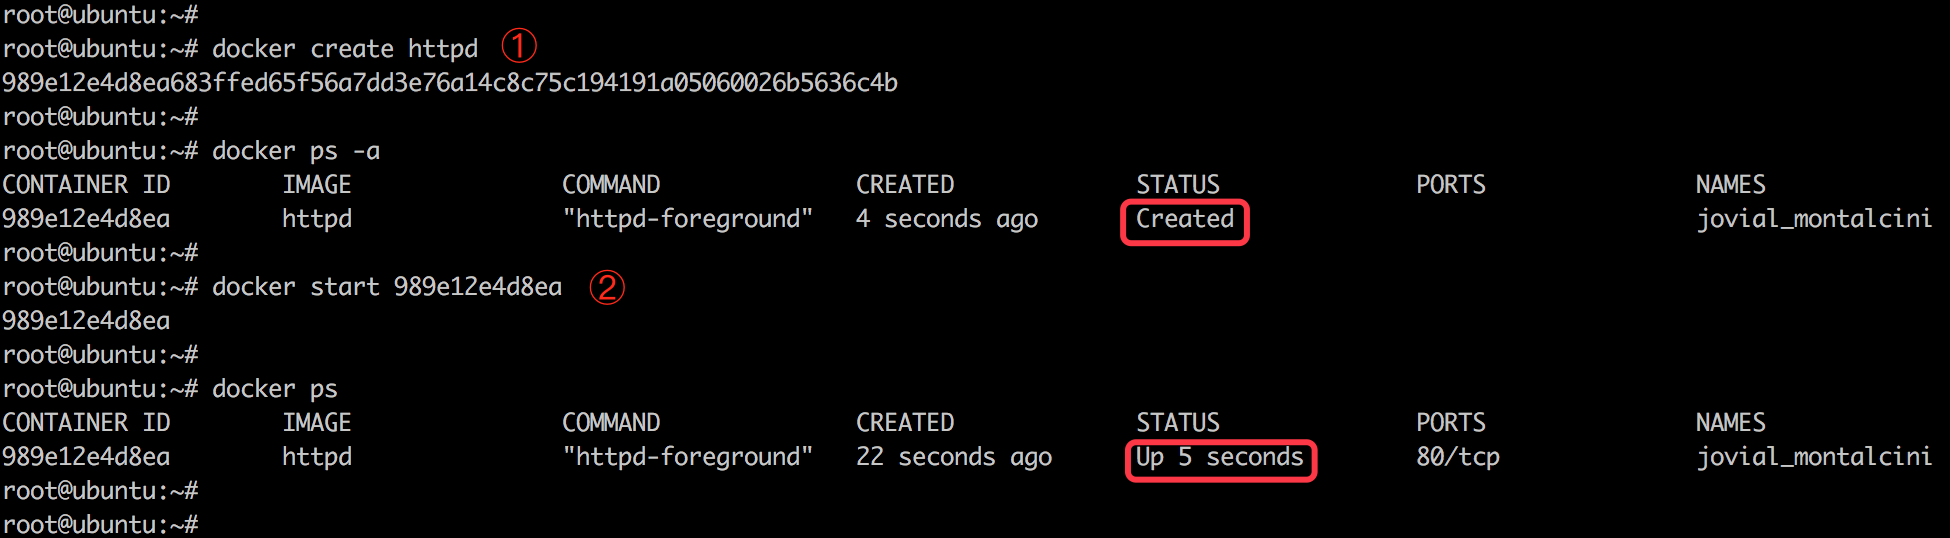 root@ubuntu:~#
root@ubuntu:~# docker create httpd ①
989e12e4d8ea683ffed65f56a7dd3e76a14c8c75c194191a05060026b5636c4b
root@ubuntu:~#
root@ubuntu:~# docker ps -a
CONTAINER ID IMAGE COMMAND CREATED STATUS PORTS NAMES
989e12e4d8ea httpd "httpd-foreground" 4 seconds ago Created jovial_montalcini
root@ubuntu:~#
root@ubuntu:~# docker start 989e12e4d8ea ②
989e12e4d8ea
root@ubuntu:~#
root@ubuntu:~# docker ps
CONTAINER ID IMAGE COMMAND CREATED STATUS PORTS NAMES
989e12e4d8ea httpd "httpd-foreground" 22 seconds ago Up 5 seconds 80/tcp jovial_montalcini
root@ubuntu:~#
root@ubuntu:~#